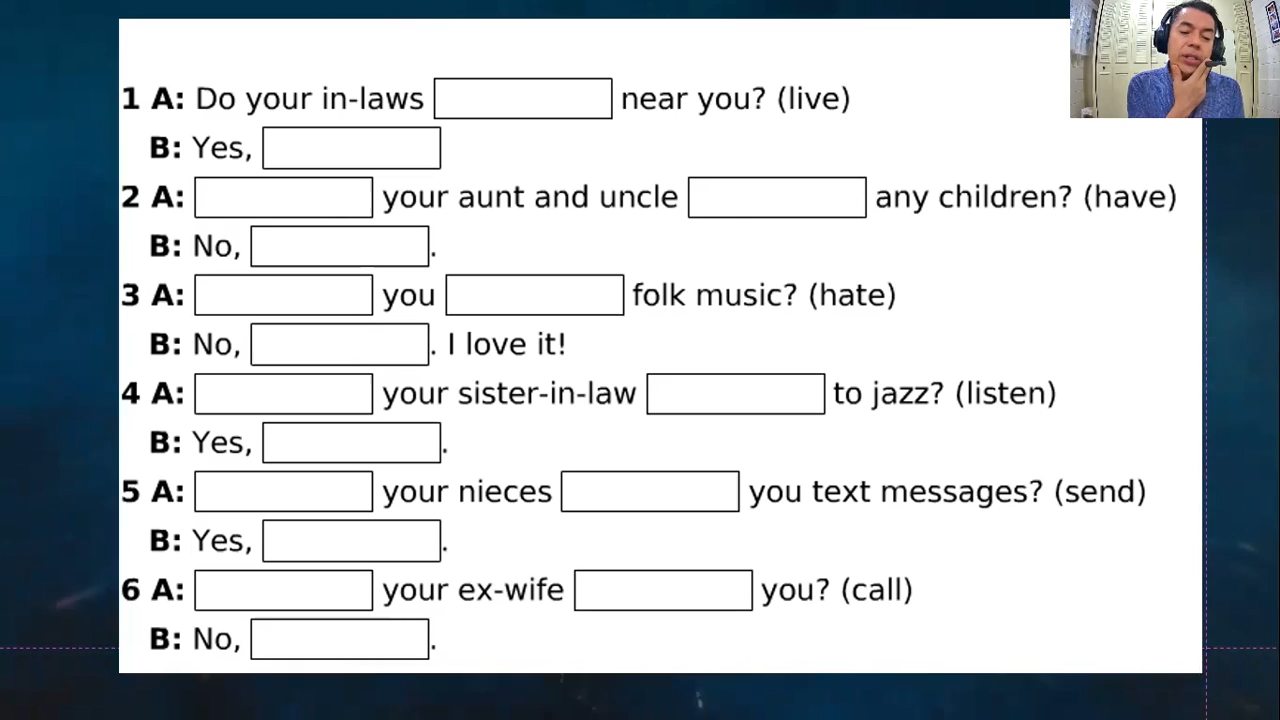 1 A: Do your in-laws near you? (live)
B: Yes,
2 A: your aunt and uncle any children? (have)
B: No, .
3 A: you folk music? (hate)
B: No, . I love it!
4 A: your sister-in-law to jazz? (listen)
B: Yes, .
5 A: your nieces you text messages? (send)
B: Yes, .
6 A: your ex-wife you? (call)
B: No, .